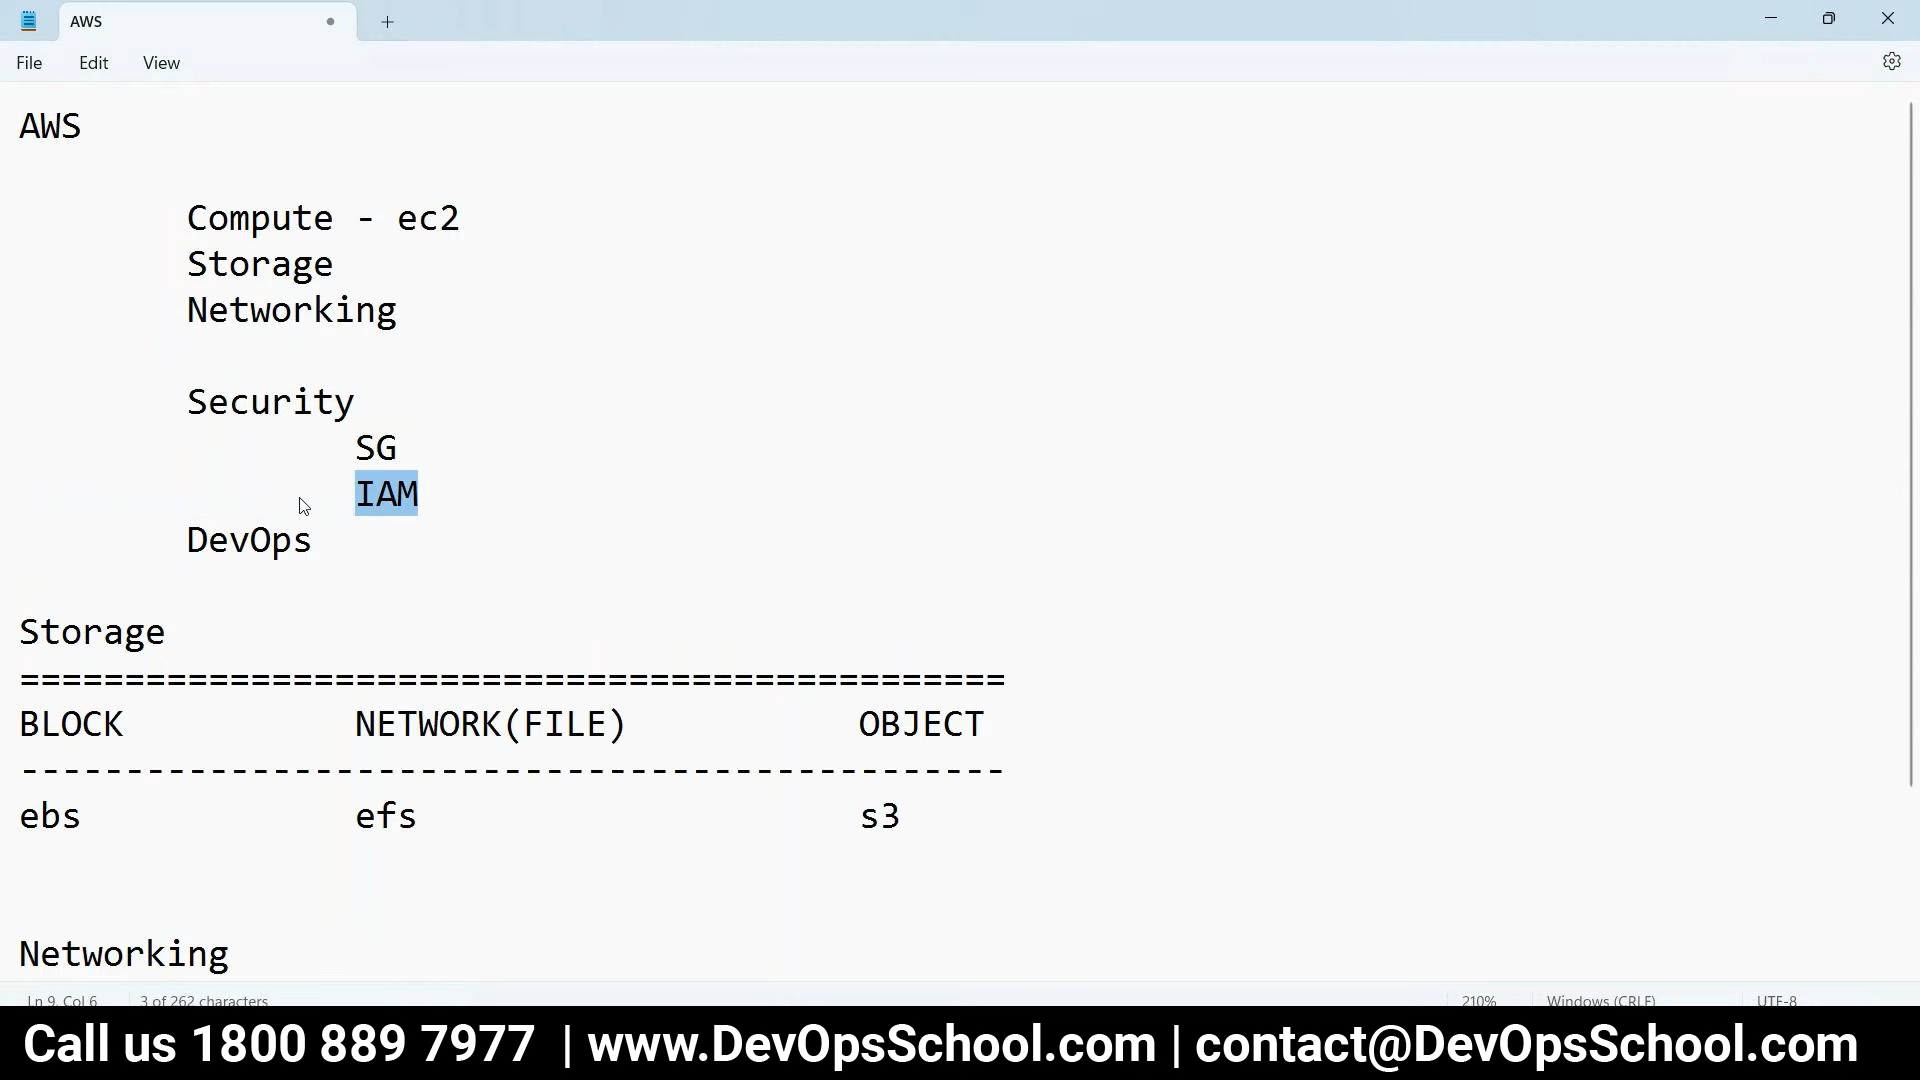 AWS
File Edit View
AWS
Compute - ec2
Storage
Networking
Security
SG
IAM
DevOps
Storage
===============================================
BLOCK NETWORK(FILE) OBJECT
-----------------------------------------------
ebs efs s3
Networking
Ln 9, Col 6 3 of 262 characters 210% Windows (CRLF) UTF-8
Call us 1800 889 7977 | www.DevOpsSchool.com | contact@DevOpsSchool.com